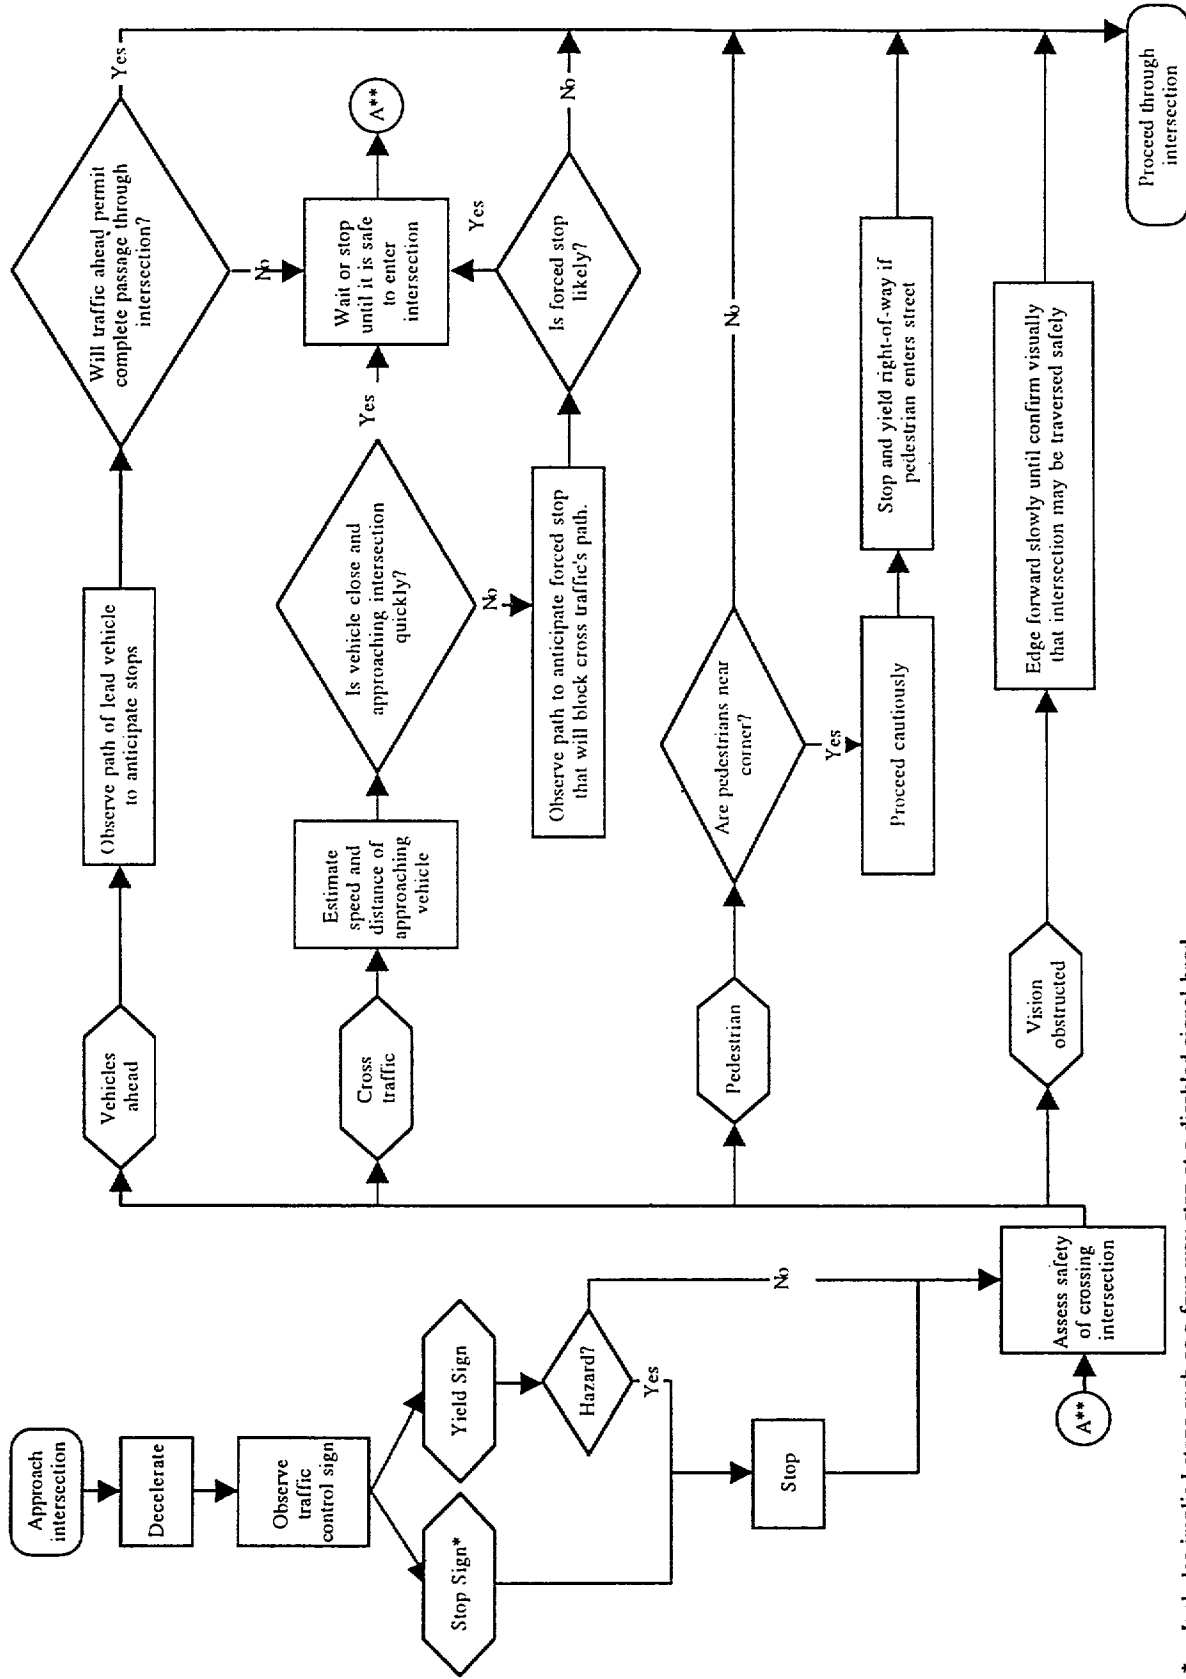 Approach
intersection
Decelerate
Observe
traffic
control sign
Stop Sign*
Yield Sign
Hazard?
Yes
No
Stop
A**
Assess safety
of crossing
intersection
Vehicles
ahead
Observe path of lead vehicle
to anticipate stops
Will traffic ahead permit
complete passage through
intersection?
Yes
No
Cross
traffic
Estimate
speed and
distance of
approaching
vehicle
Is vehicle close and
approaching intersection
quickly?
Yes
No
Wait or stop
until it is safe
to enter
intersection
A**
Observe path to anticipate forced stop
that will block cross traffic's path.
Is forced stop
likely?
Yes
No
Pedestrian
Are pedestrians near
corner?
No
Yes
Proceed cautiously
Stop and yield right-of-way if
pedestrian enters street
Vision
obstructed
Edge forward slowly until confirm visually
that intersection may be traversed safely
Proceed through
intersection